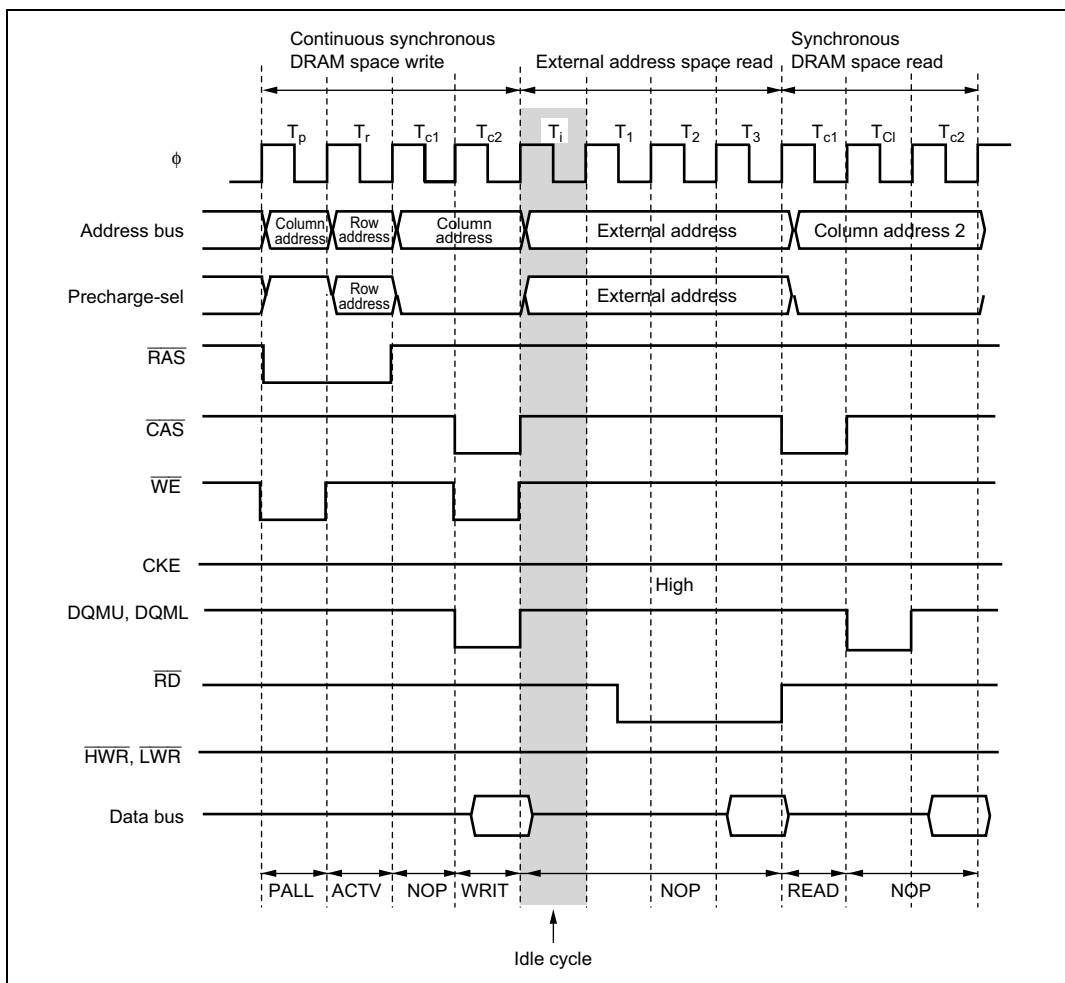 Continuous synchronous
DRAM space write
External address space read
Synchronous
DRAM space read
Tp Tr Tc1 Tc2 Ti T1 T2 T3 Tc1 TCl Tc2
ϕ
Address bus
Column
address
Row
address
Column
address
External address
Column address 2
Precharge-sel
Row
address
External address
RAS
CAS
WE
CKE
High
DQMU, DQML
RD
HWR, LWR
Data bus
PALL ACTV NOP WRIT NOP READ NOP
Idle cycle